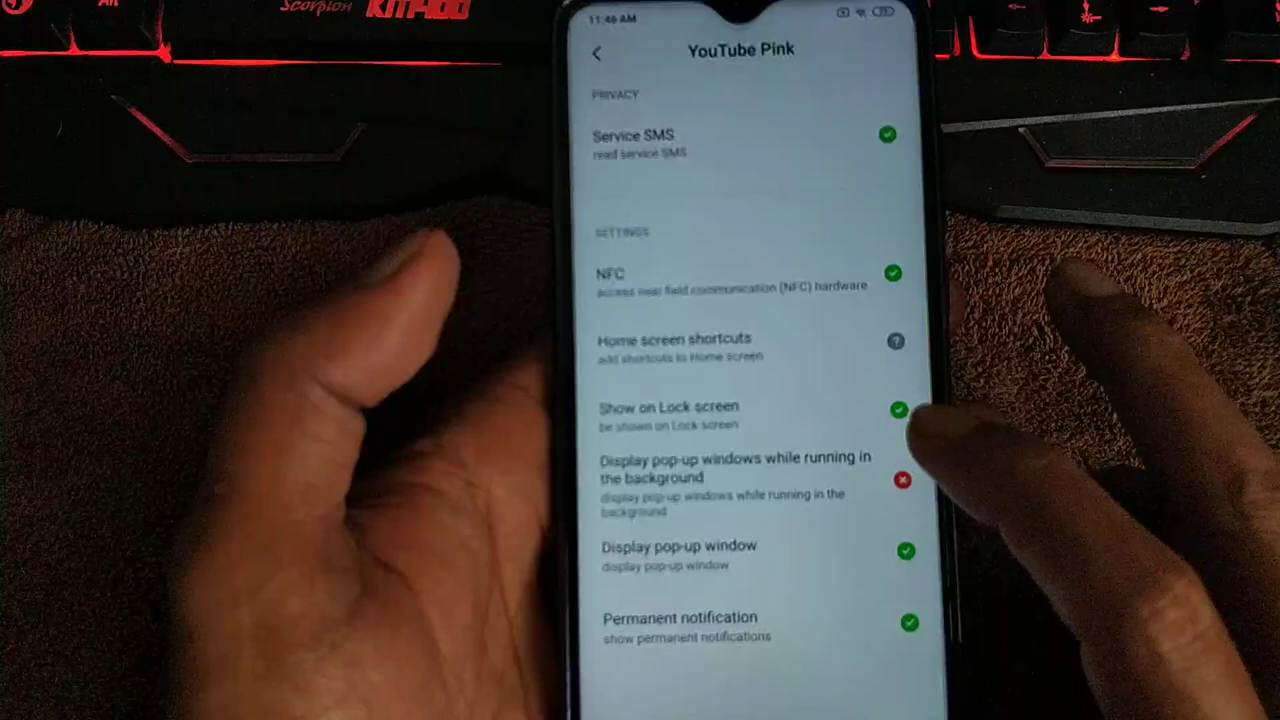 Scorpion KM400
Alt
11:46 AM
YouTube Pink
PRIVACY
Service SMS
read service SMS
SETTINGS
NFC
access near field communication (NFC) hardware
Home screen shortcuts
add shortcuts to Home screen
Show on Lock screen
be shown on Lock screen
Display pop-up windows while running in
the background
display pop-up windows while running in the
background
Display pop-up window
display pop-up window
Permanent notification
show permanent notifications